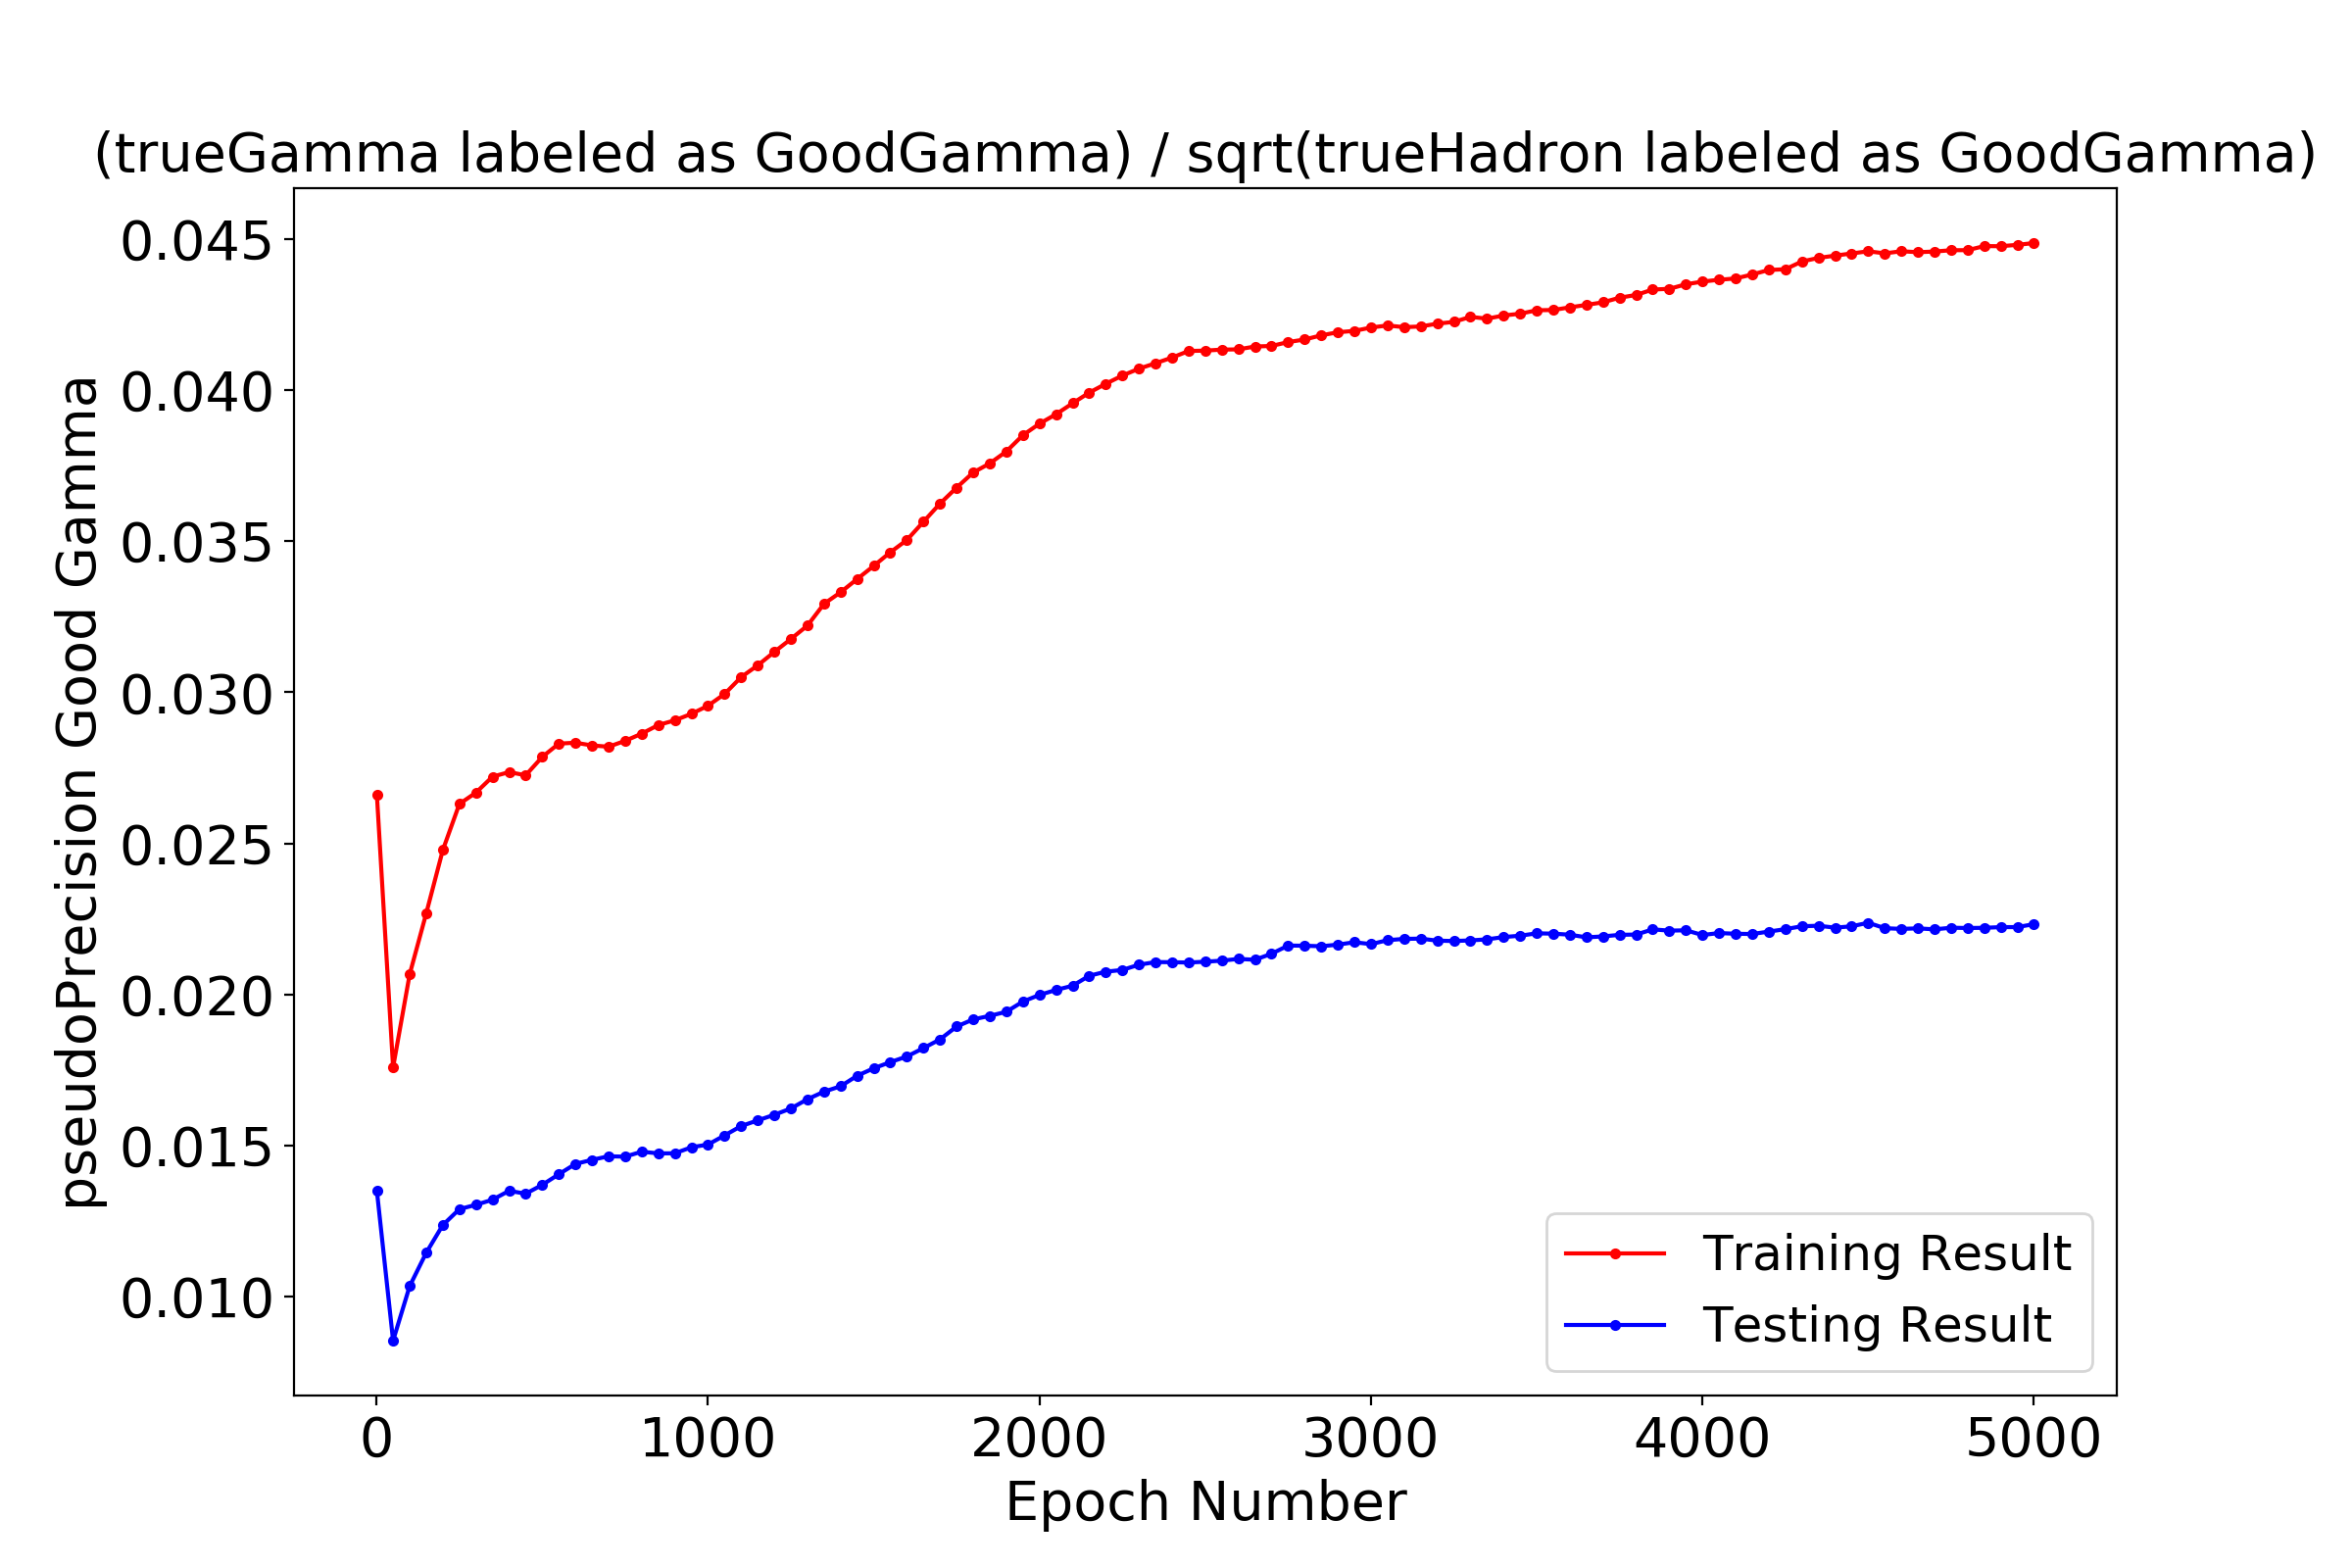 (trueGamma labeled as GoodGamma) / sqrt(trueHadron labeled as GoodGamma)
pseudoPrecision Good Gamma
0.045
0.040
0.035
0.030
0.025
0.020
0.015
0.010
Training Result
Testing Result
0 1000 2000 3000 4000 5000
Epoch Number